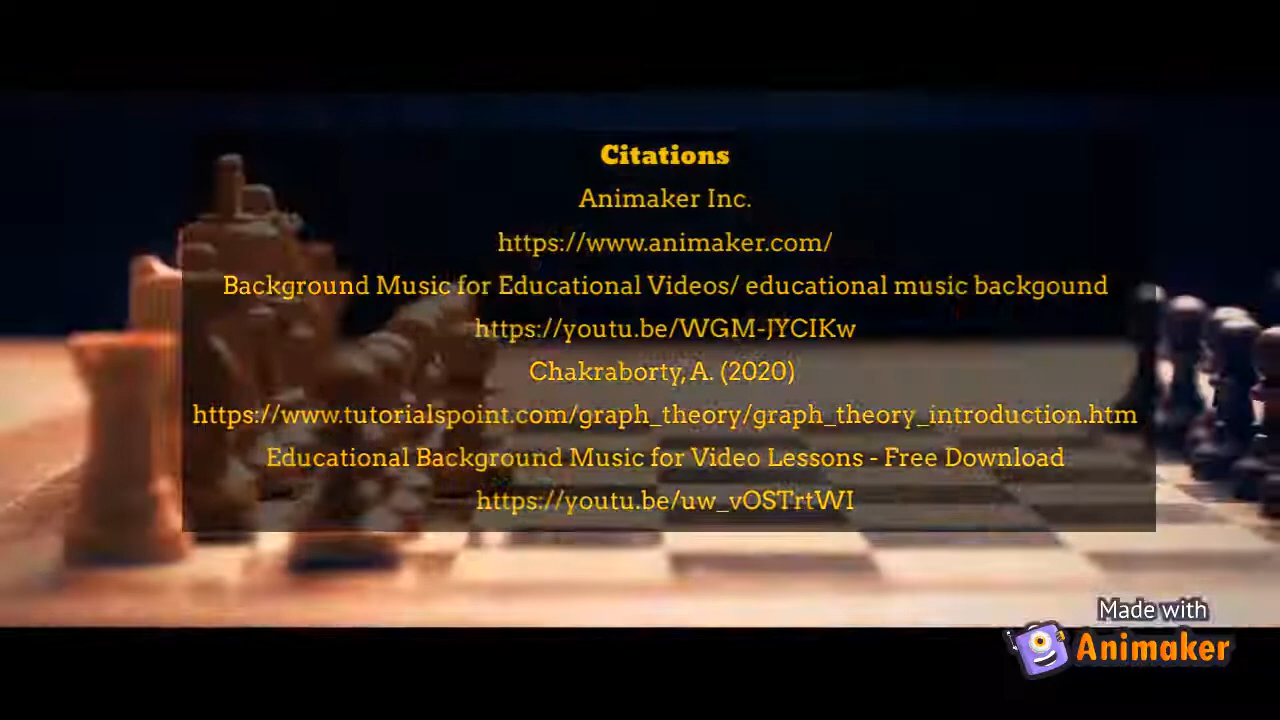 Citations
Animaker Inc.
https://www.animaker.com/
Background Music for Educational Videos/ educational music backgound
https://youtu.be/WGM-JYCIKw
Chakraborty, A. (2020)
https://www.tutorialspoint.com/graph_theory/graph_theory_introduction.htm
Educational Background Music for Video Lessons - Free Download
https://youtu.be/uw_vOSTrtWI
Made with
Animaker